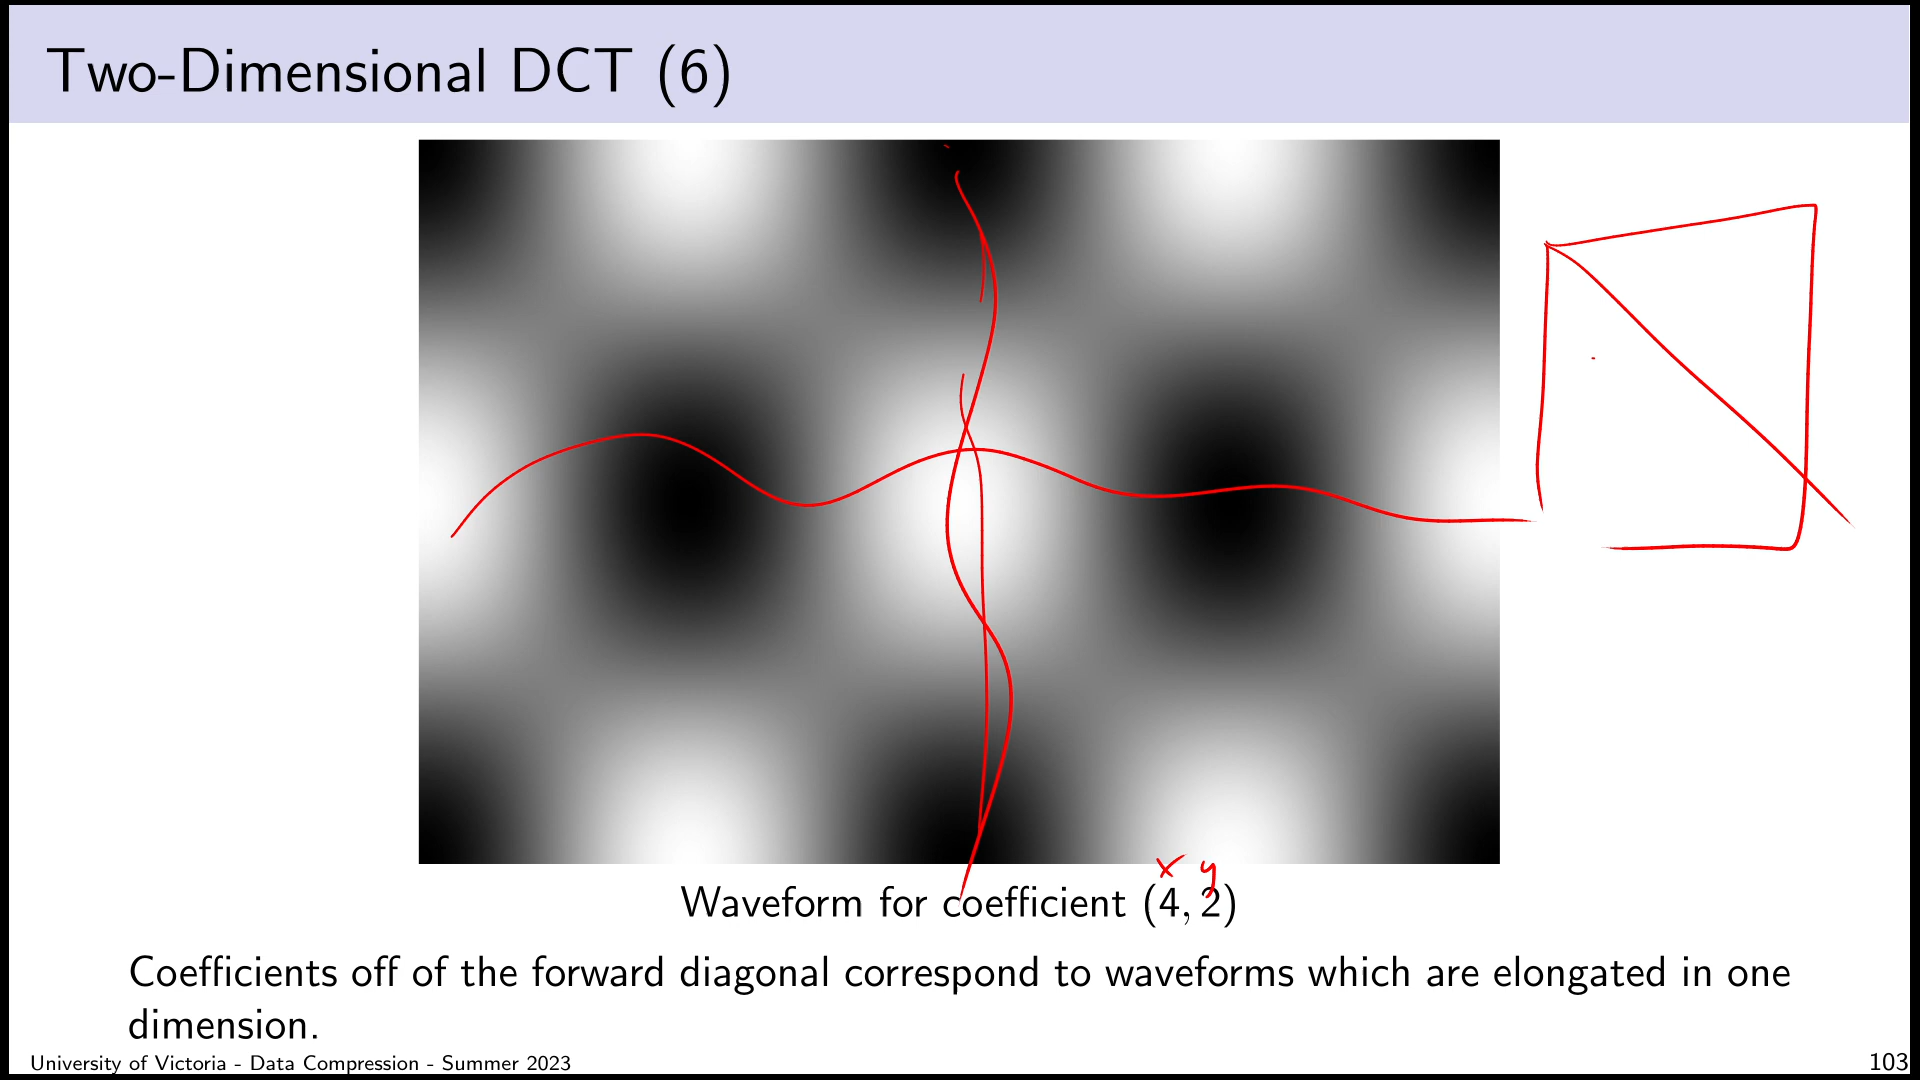 Two-Dimensional DCT (6)
x y
Waveform for coefficient (4, 2)
Coefficients off of the forward diagonal correspond to waveforms which are elongated in one
dimension.
University of Victoria - Data Compression - Summer 2023
103